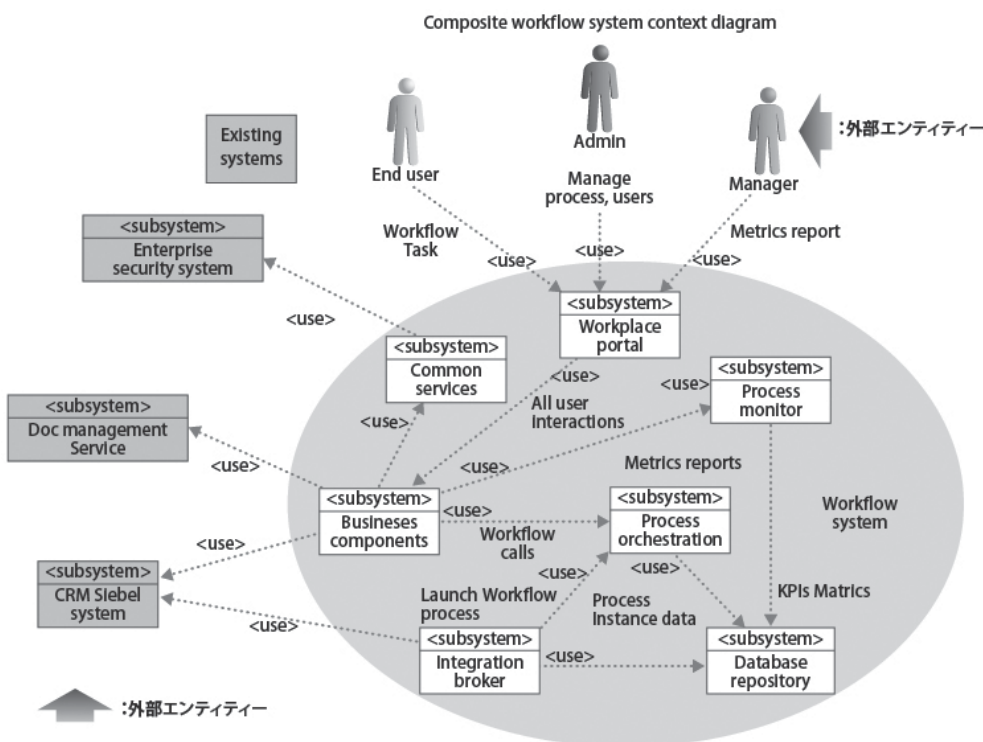 Composite workflow system context diagram
Existing
systems
End user
Admin
Manager
:外部エンティティー
Manage
process, users
Workflow
Task
Metrics report
<use>
<use>
<use>
<subsystem>
Enterprise
security system
<use>
<subsystem>
Workplace
portal
<subsystem>
Common
services
<use>
<use>
<subsystem>
Process
monitor
All user
interactions
<use>
<subsystem>
Doc management
Service
<use>
<use>
Metrics reports
<subsystem>
Busineses
components
<use>
Workflow
calls
<subsystem>
Process
orchestration
Workflow
system
<use>
<subsystem>
CRM Siebel
system
<use>
Launch Workflow
process
<use>
<use>
Process
Instance data
KPIs Matrics
<subsystem>
Integration
broker
<use>
<subsystem>
Database
repository
:外部エンティティー